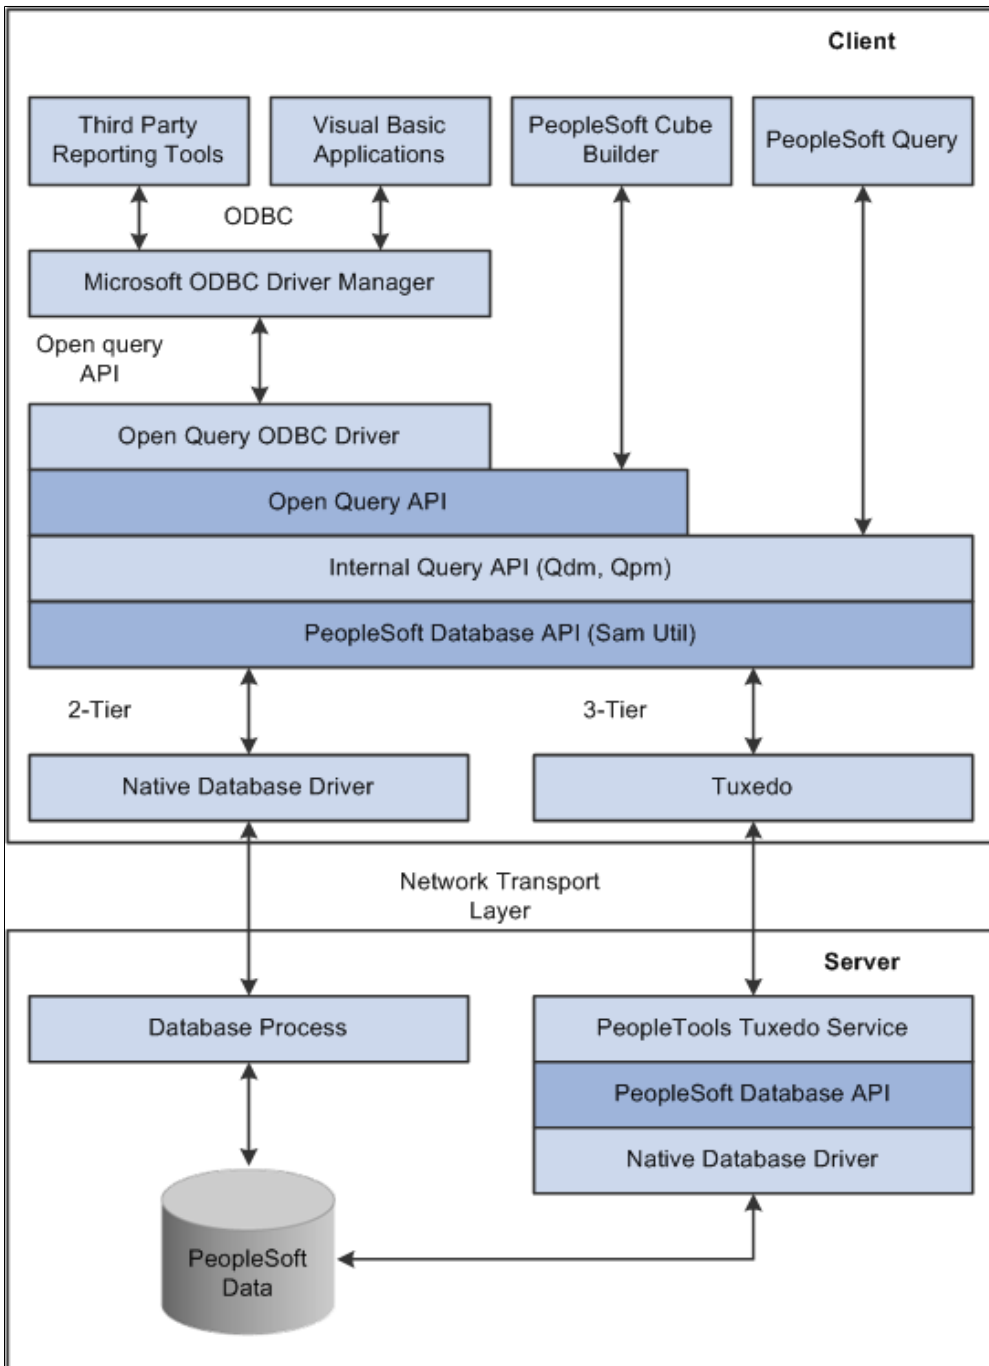 Client
Third Party
Reporting Tools
Visual Basic
Applications
PeopleSoft Cube
Builder
PeopleSoft Query
ODBC
Microsoft ODBC Driver Manager
Open query
API
Open Query ODBC Driver
Open Query API
Internal Query API (Qdm, Qpm)
PeopleSoft Database API (Sam Util)
2-Tier
3-Tier
Native Database Driver
Tuxedo
Network Transport
Layer
Server
Database Process
PeopleTools Tuxedo Service
PeopleSoft Database API
Native Database Driver
PeopleSoft
Data